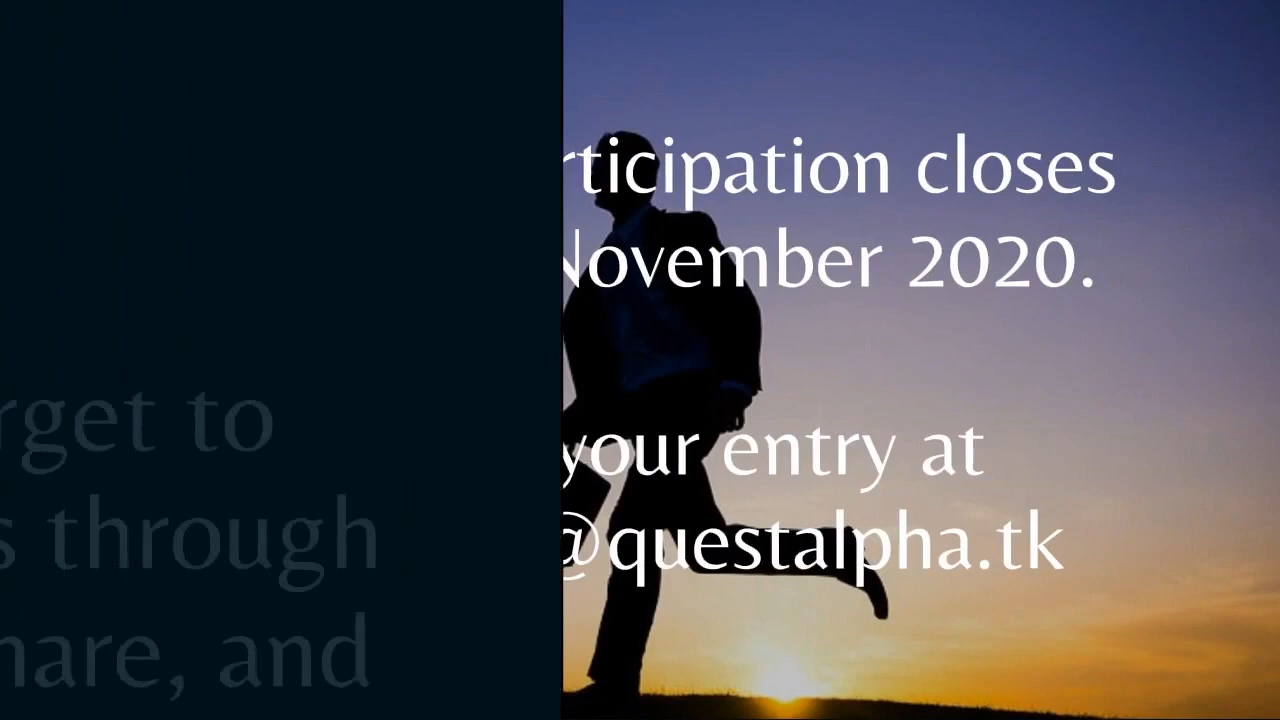 rticipation closes
November 2020.
your entry at
@questalpha.tk
rget to
s through
hare, and